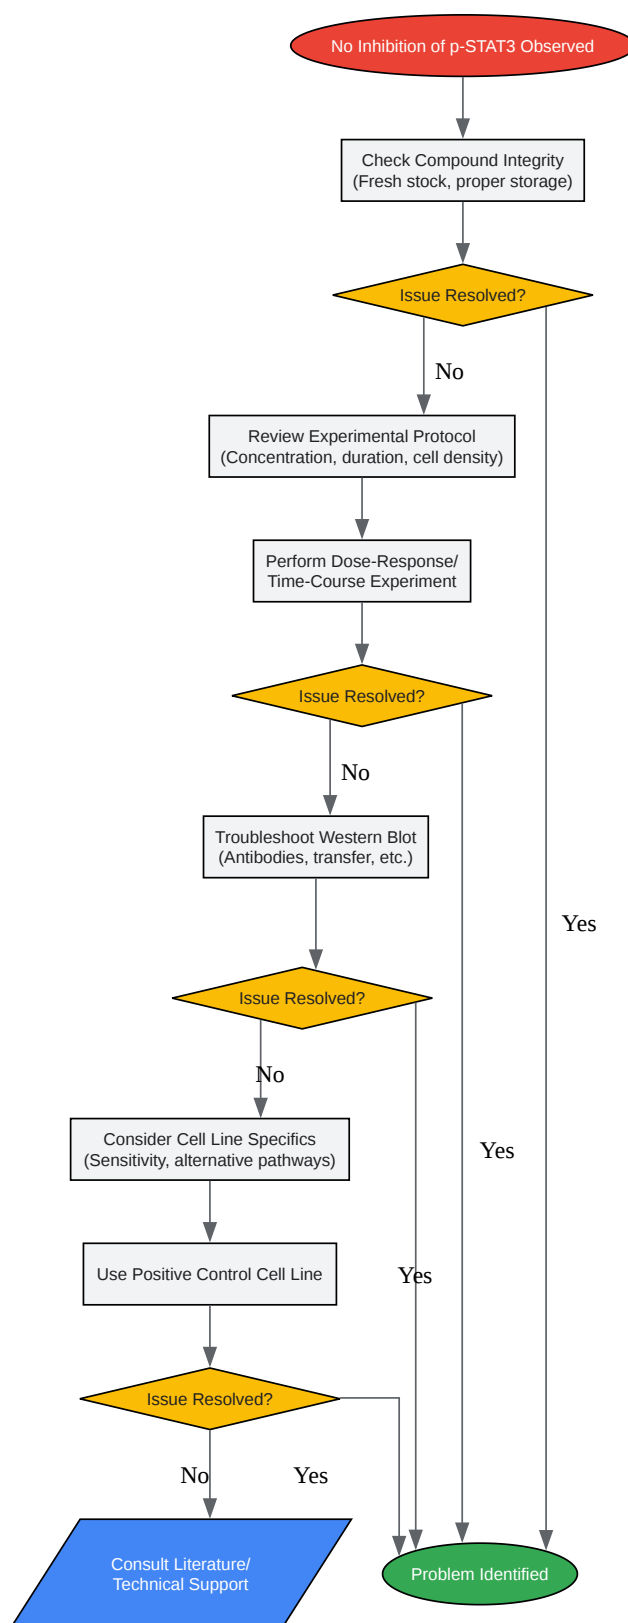 No Inhibition of p-STAT3 Observed
Check Compound Integrity
(Fresh stock, proper storage)
Issue Resolved?
No
Review Experimental Protocol
(Concentration, duration, cell density)
Perform Dose-Response/
Time-Course Experiment
Issue Resolved?
No
Troubleshoot Western Blot
(Antibodies, transfer, etc.)
Yes
Issue Resolved?
No
Consider Cell Line Specifics
(Sensitivity, alternative pathways)
Yes
Use Positive Control Cell Line
Yes
Issue Resolved?
No
Yes
Consult Literature/
Technical Support
Problem Identified